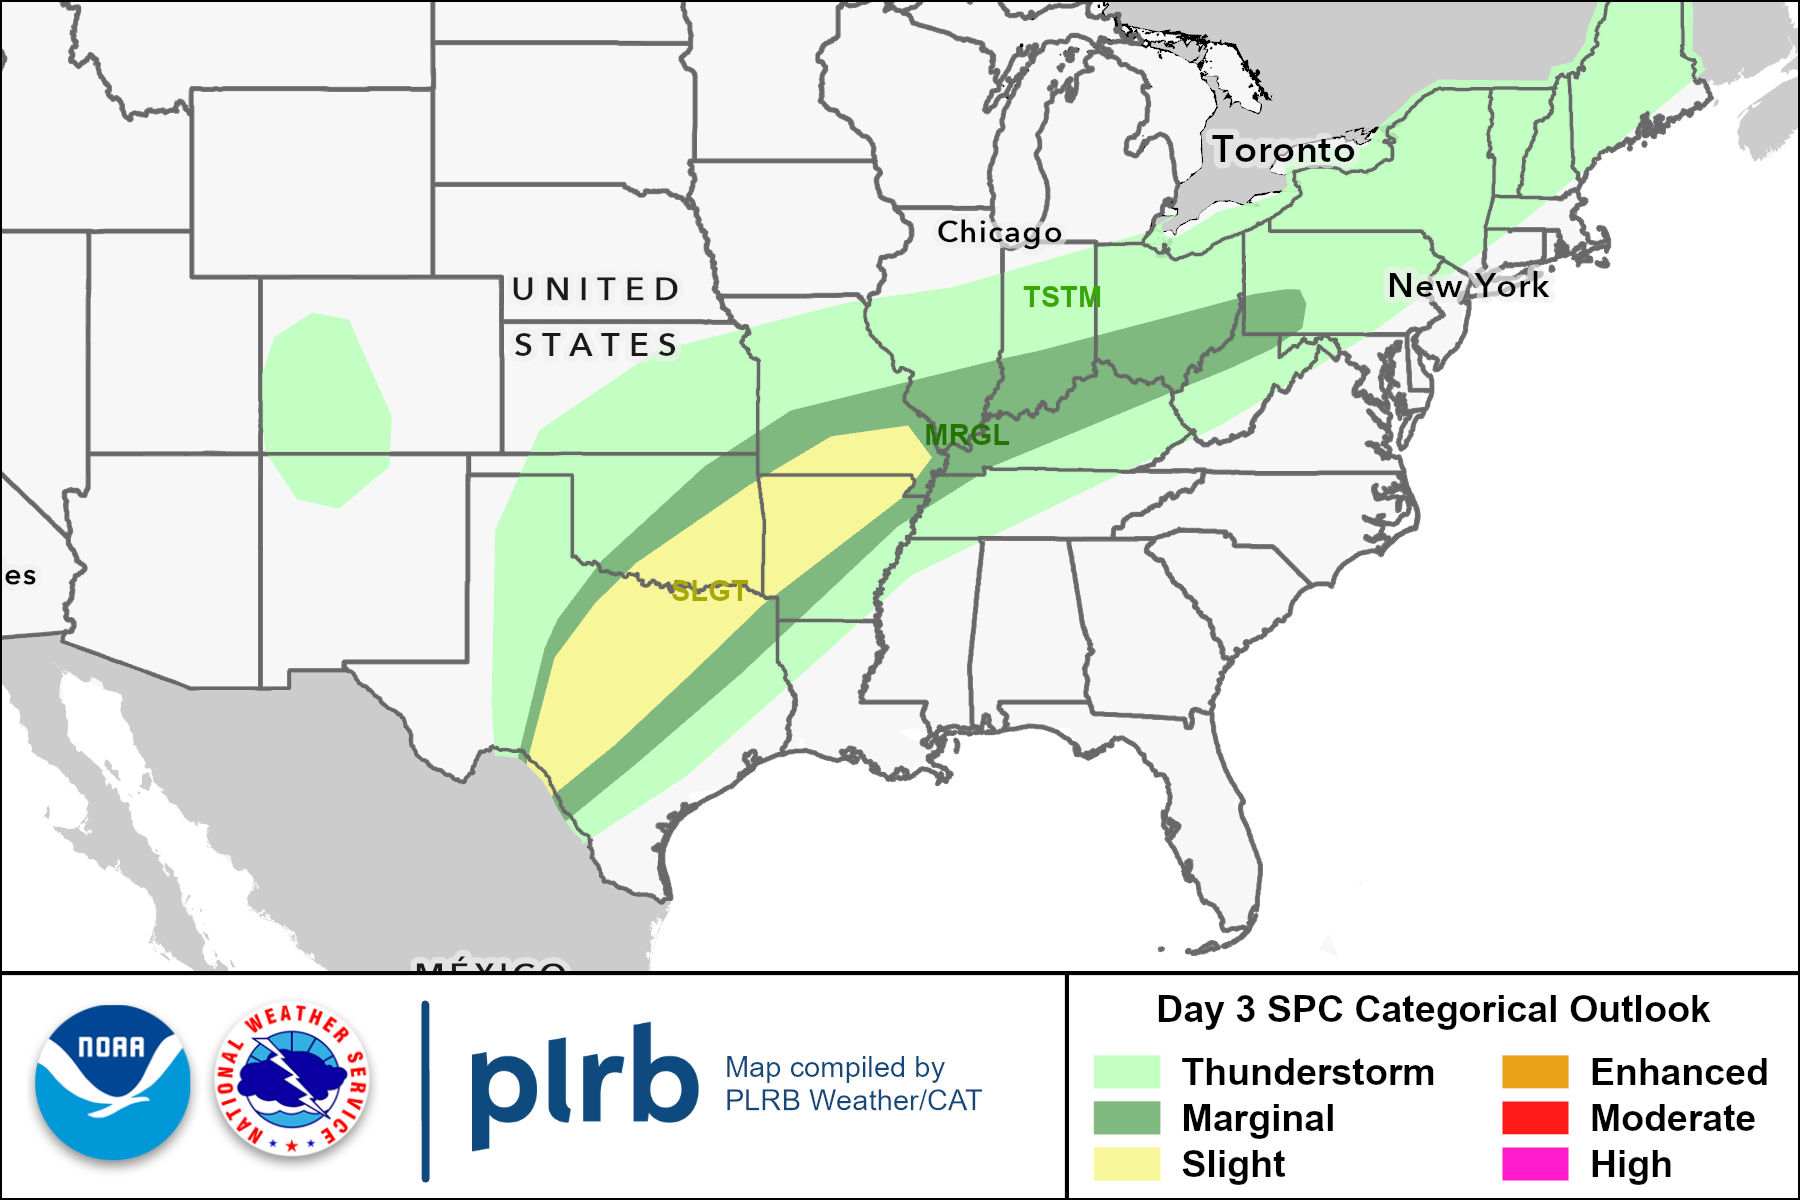 Toronto
Chicago
UNITED
STATES
TSTM
New York
MRGL
es
SLGT
MÉXICO
NOAA
NATIONAL WEATHER SERVICE
plrb
Map compiled by
PLRB Weather/CAT
Day 3 SPC Categorical Outlook
Thunderstorm
Marginal
Slight
Enhanced
Moderate
High